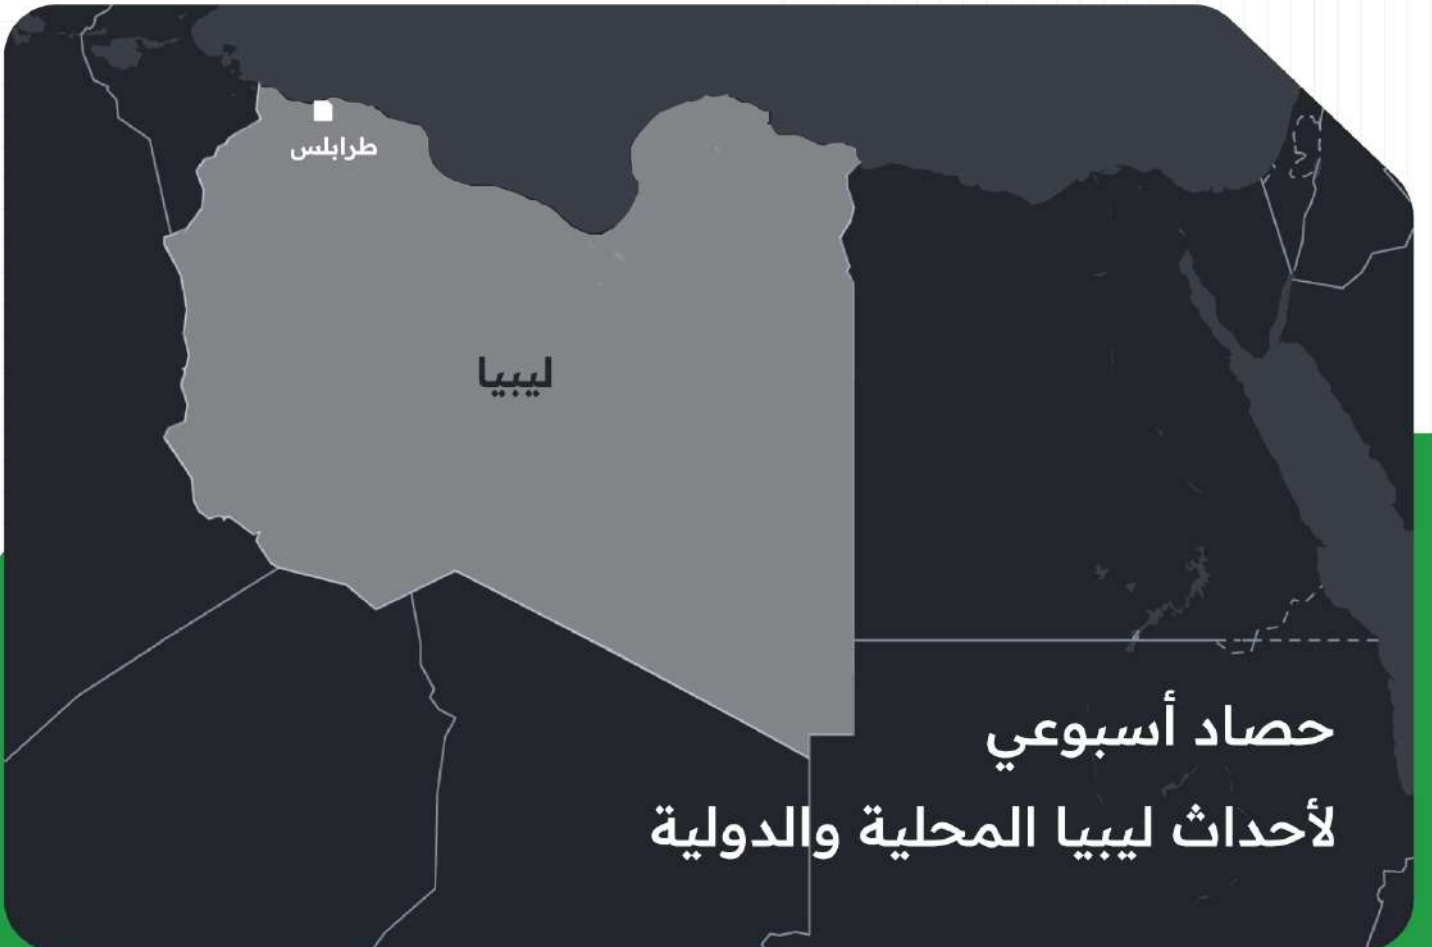 طرابلس
ليبيا
حصاد أسبوعي
لأحداث ليبيا المحلية والدولية